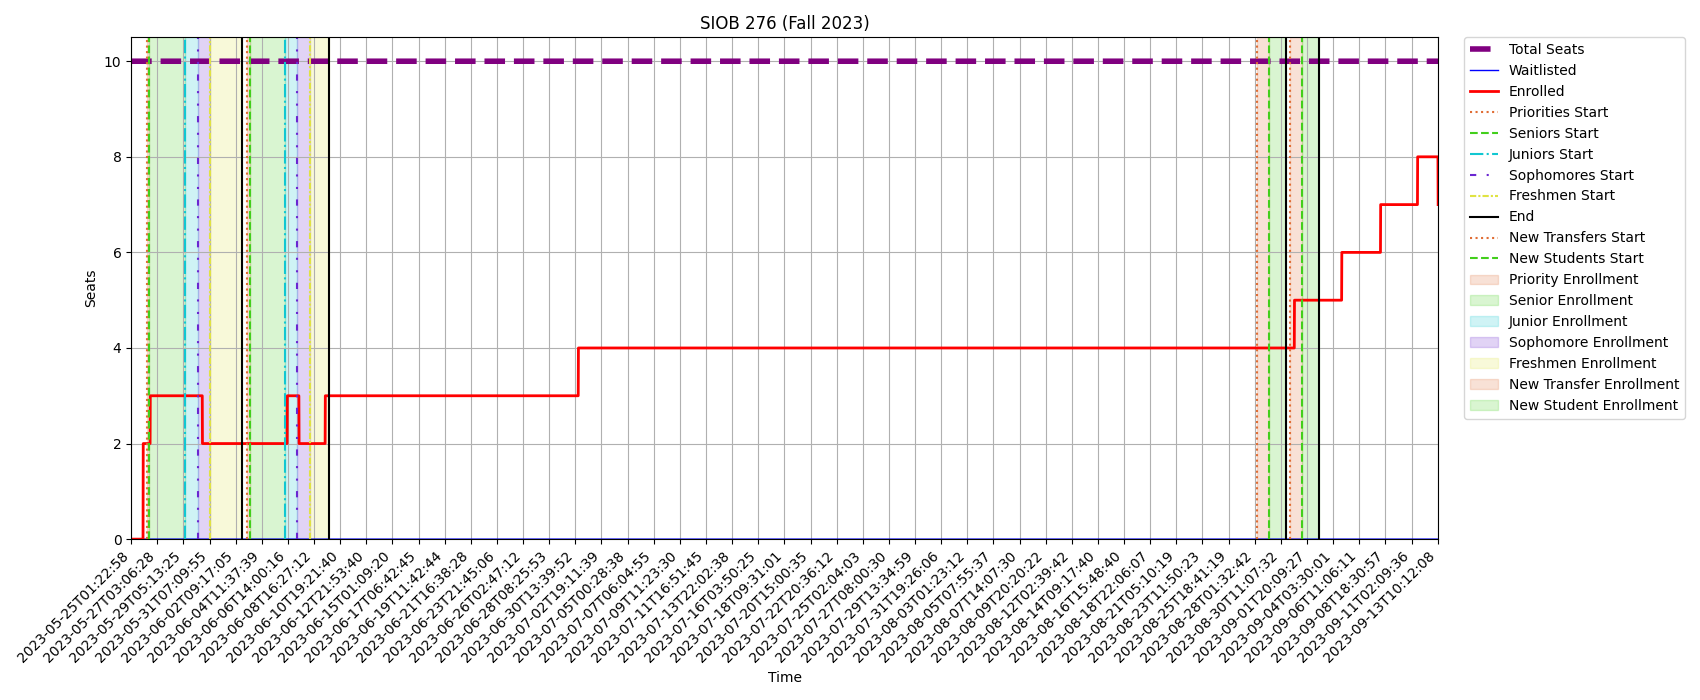 SIOB 276 (Fall 2023)
Seats
10
8
6
4
2
0
2023-05-25T01:22:58
2023-05-27T03:06:28
2023-05-29T05:13:25
2023-05-31T07:09:55
2023-06-02T09:17:05
2023-06-04T11:37:39
2023-06-06T14:00:16
2023-06-08T16:27:12
2023-06-10T19:21:40
2023-06-12T21:53:40
2023-06-15T01:09:20
2023-06-17T06:42:45
2023-06-19T11:42:44
2023-06-21T16:38:28
2023-06-23T21:45:06
2023-06-26T02:47:12
2023-06-28T08:25:53
2023-06-30T13:39:52
2023-07-02T19:11:39
2023-07-05T00:28:38
2023-07-07T06:04:55
2023-07-09T11:23:30
2023-07-11T16:51:45
2023-07-13T22:02:38
2023-07-16T03:50:25
2023-07-18T09:31:01
2023-07-20T15:00:35
2023-07-22T20:36:12
2023-07-25T02:04:03
2023-07-27T08:00:30
2023-07-29T13:34:59
2023-07-31T19:26:06
2023-08-03T01:23:12
2023-08-05T07:55:37
2023-08-07T14:07:30
2023-08-09T20:20:22
2023-08-12T02:39:42
2023-08-14T09:17:40
2023-08-16T15:48:40
2023-08-18T22:06:07
2023-08-21T05:10:19
2023-08-23T11:50:23
2023-08-25T18:41:19
2023-08-28T01:32:42
2023-08-30T11:07:32
2023-09-01T20:09:27
2023-09-04T03:30:01
2023-09-06T11:06:11
2023-09-08T18:30:57
2023-09-11T02:09:36
2023-09-13T10:12:08
Time
Total Seats
Waitlisted
Enrolled
Priorities Start
Seniors Start
Juniors Start
Sophomores Start
Freshmen Start
End
New Transfers Start
New Students Start
Priority Enrollment
Senior Enrollment
Junior Enrollment
Sophomore Enrollment
Freshmen Enrollment
New Transfer Enrollment
New Student Enrollment